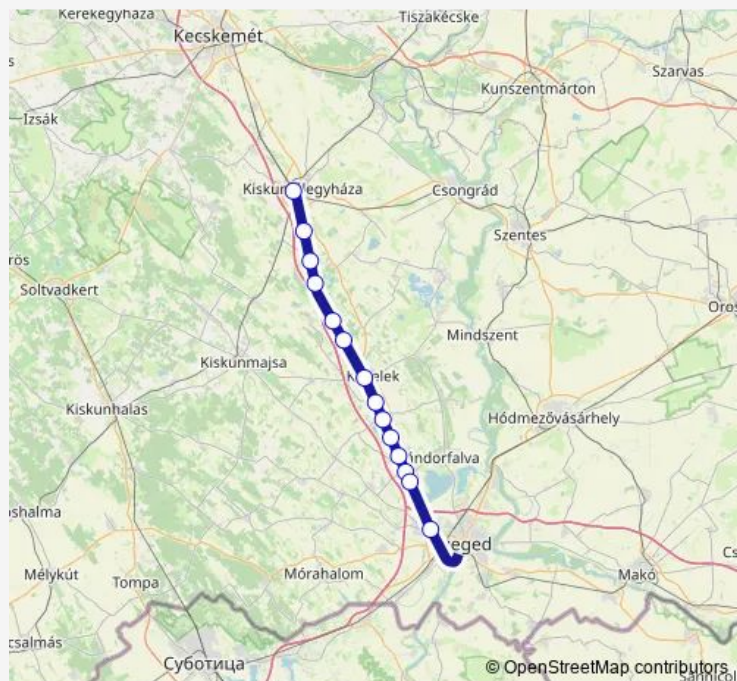 Kerekegyháza
Tiszakécske
Kecskemét
Szarvas
Kunszentmárton
Izsák
Csongrád
Szentes
Soltvadkert
Oros
Mindszent
Kiskunmajsa
Kiskunhalas
Hódmezővásárhely
Mélykút
Tompa
Mórahalom
Makó
Суботица
© OpenStreetMap contributors